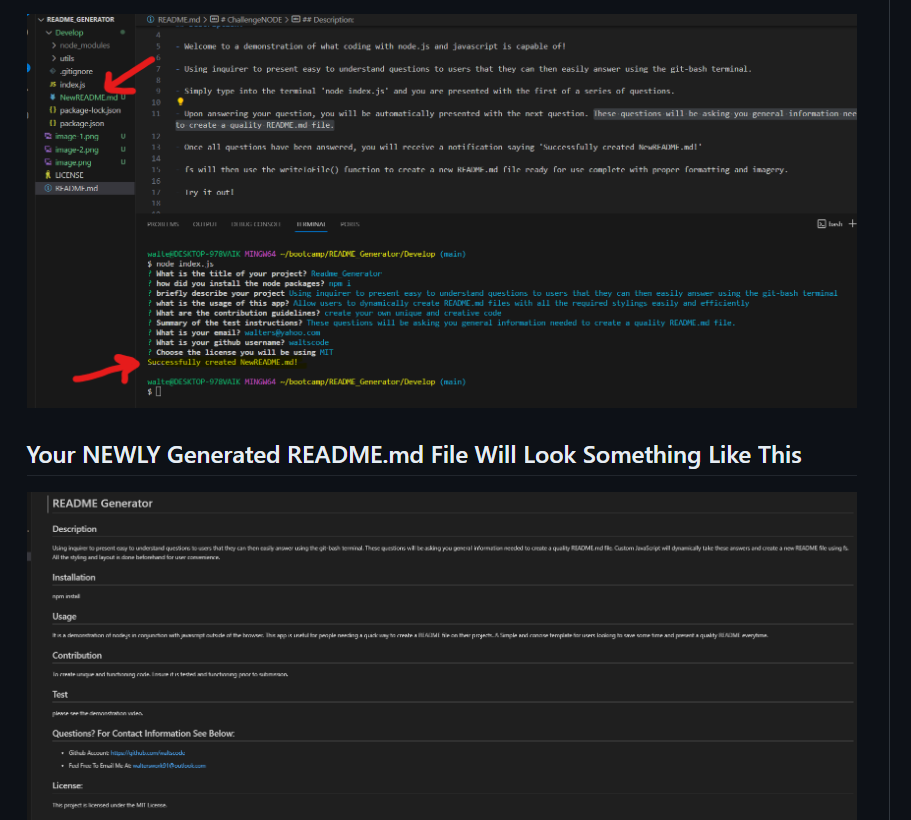 README_GENERATOR
Develop
node_modules
utils
.gitignore
index.js
NewREADME.md U
package-lock.json
package.json
image-1.png U
image-2.png U
image.png U
LICENSE
README.md
README.md > # ChallengeNODE > ## Description:
4
5 - Welcome to a demonstration of what coding with node.js and javascript is capable of!
6
7 - Using inquirer to present easy to understand questions to users that they can then easily answer using the git-bash terminal.
8
9 - Simply type into the terminal 'node index.js' and you are presented with the first of a series of questions.
10
11 - Upon answering your question, you will be automatically presented with the next question. These questions will be asking you general information nee
to create a quality README.md file.
12
13 - Once all questions have been answered, you will receive a notification saying 'Successfully created NewREADME.md!'
14
15 - fs will then use the writeToFile() function to create a new README.md file ready for use complete with proper formatting and imagery.
16
17 - Try it out!
18
PROBLEMS OUTPUT DEBUG CONSOLE TERMINAL PORTS bash +
walte@DESKTOP-978VAIK MINGW64 ~/bootcamp/README_Generator/Develop (main)
$ node index.js
? What is the title of your project? Readme Generator
? how did you install the node packages? npm i
? briefly describe your project Using inquirer to present easy to understand questions to users that they can then easily answer using the git-bash terminal
? what is the usage of this app? Allow users to dynamically create README.md files with all the required stylings easily and efficiently
? What are the contribution guidelines? create your own unique and creative code
? Summary of the test instructions? These questions will be asking you general information needed to create a quality README.md file.
? What is your email? walters@yahoo.com
? What is your github username? waltscode
? Choose the license you will be using MIT
Successfully created NewREADME.md!
walte@DESKTOP-978VAIK MINGW64 ~/bootcamp/README_Generator/Develop (main)
$
Your NEWLY Generated README.md File Will Look Something Like This
README Generator
Description
Using inquirer to present easy to understand questions to users that they can then easily answer using the git-bash terminal. These questions will be asking you general information needed to create a quality README.md file. Custom JavaScript will dynamically take these answers and create a new README file using fs.
All the styling and layout is done beforehand for user convenience.
Installation
npm install
Usage
It is a demonstration of nodejs in conjunction with javascript outside of the browser. This app is useful for people needing a quick way to create a README file on their projects. A Simple and concise template for users looking to save some time and present a quality README everytime.
Contribution
To create unique and functioning code. Ensure it is tested and functioning prior to submission.
Test
please see the demonstration video.
Questions? For Contact Information See Below:
• Github Account: https://github.com/waltscode
• Feel Free To Email Me At: walterswork01@outlook.com
License:
This project is licensed under the MIT License.